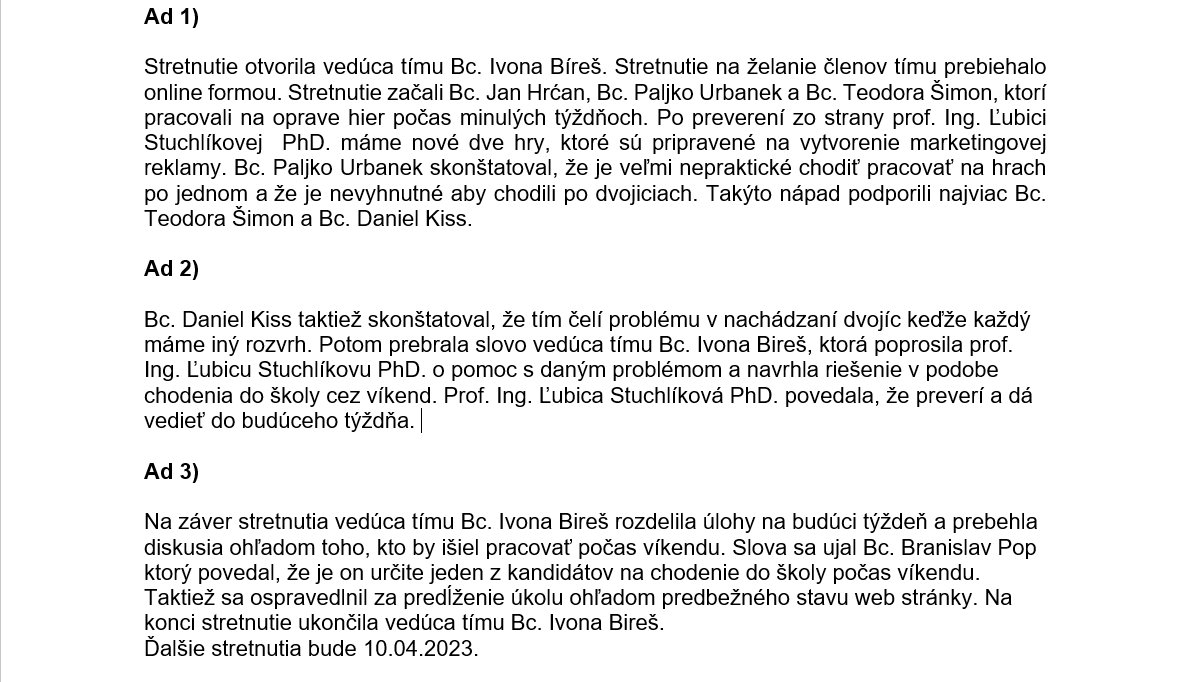 Ad 1)
Stretnutie otvorila vedúca tímu Bc. Ivona Bíreš. Stretnutie na želanie členov tímu prebiehalo
online formou. Stretnutie začali Bc. Jan Hrćan, Bc. Paljko Urbanek a Bc. Teodora Šimon, ktorí
pracovali na oprave hier počas minulých týždňoch. Po preverení zo strany prof. Ing. Ľubici
Stuchlíkovej  PhD. máme nové dve hry, ktoré sú pripravené na vytvorenie marketingovej
reklamy. Bc. Paljko Urbanek skonštatoval, že je veľmi nepraktické chodiť pracovať na hrach
po jednom a že je nevyhnutné aby chodili po dvojiciach. Takýto nápad podporili najviac Bc.
Teodora Šimon a Bc. Daniel Kiss.
Ad 2)
Bc. Daniel Kiss taktiež skonštatoval, že tím čelí problému v nachádzaní dvojíc keďže každý
máme iný rozvrh. Potom prebrala slovo vedúca tímu Bc. Ivona Bireš, ktorá poprosila prof.
Ing. Ľubicu Stuchlíkovu PhD. o pomoc s daným problémom a navrhla riešenie v podobe
chodenia do školy cez víkend. Prof. Ing. Ľubica Stuchlíková PhD. povedala, že preverí a dá
vedieť do budúceho týždňa.
Ad 3)
Na záver stretnutia vedúca tímu Bc. Ivona Bireš rozdelila úlohy na budúci týždeň a prebehla
diskusia ohľadom toho, kto by išiel pracovať počas víkendu. Slova sa ujal Bc. Branislav Pop
ktorý povedal, že je on určite jeden z kandidátov na chodenie do školy počas víkendu.
Taktiež sa ospravedlnil za predĺženie úkolu ohľadom predbežného stavu web stránky. Na
konci stretnutie ukončila vedúca tímu Bc. Ivona Bireš.
Ďalšie stretnutia bude 10.04.2023.